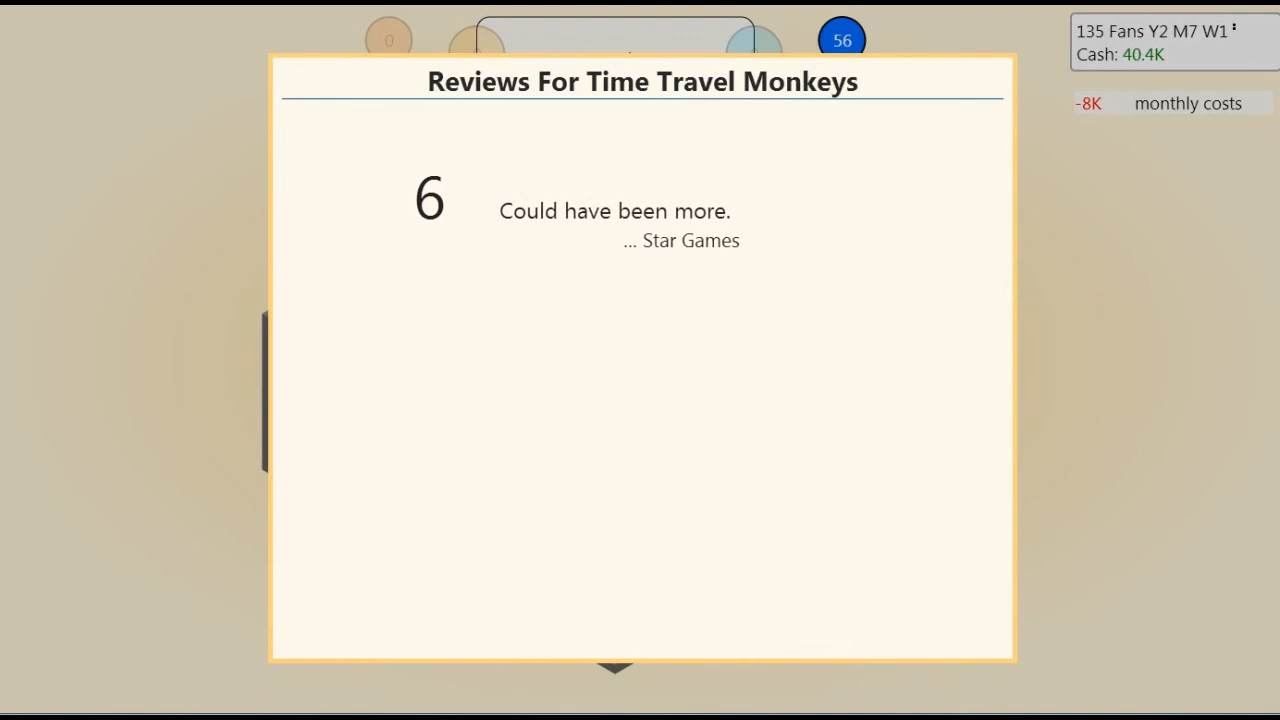 0
56
135 Fans Y2 M7 W1
Cash: 40.4K
-8K monthly costs
Reviews For Time Travel Monkeys
6 Could have been more.
... Star Games